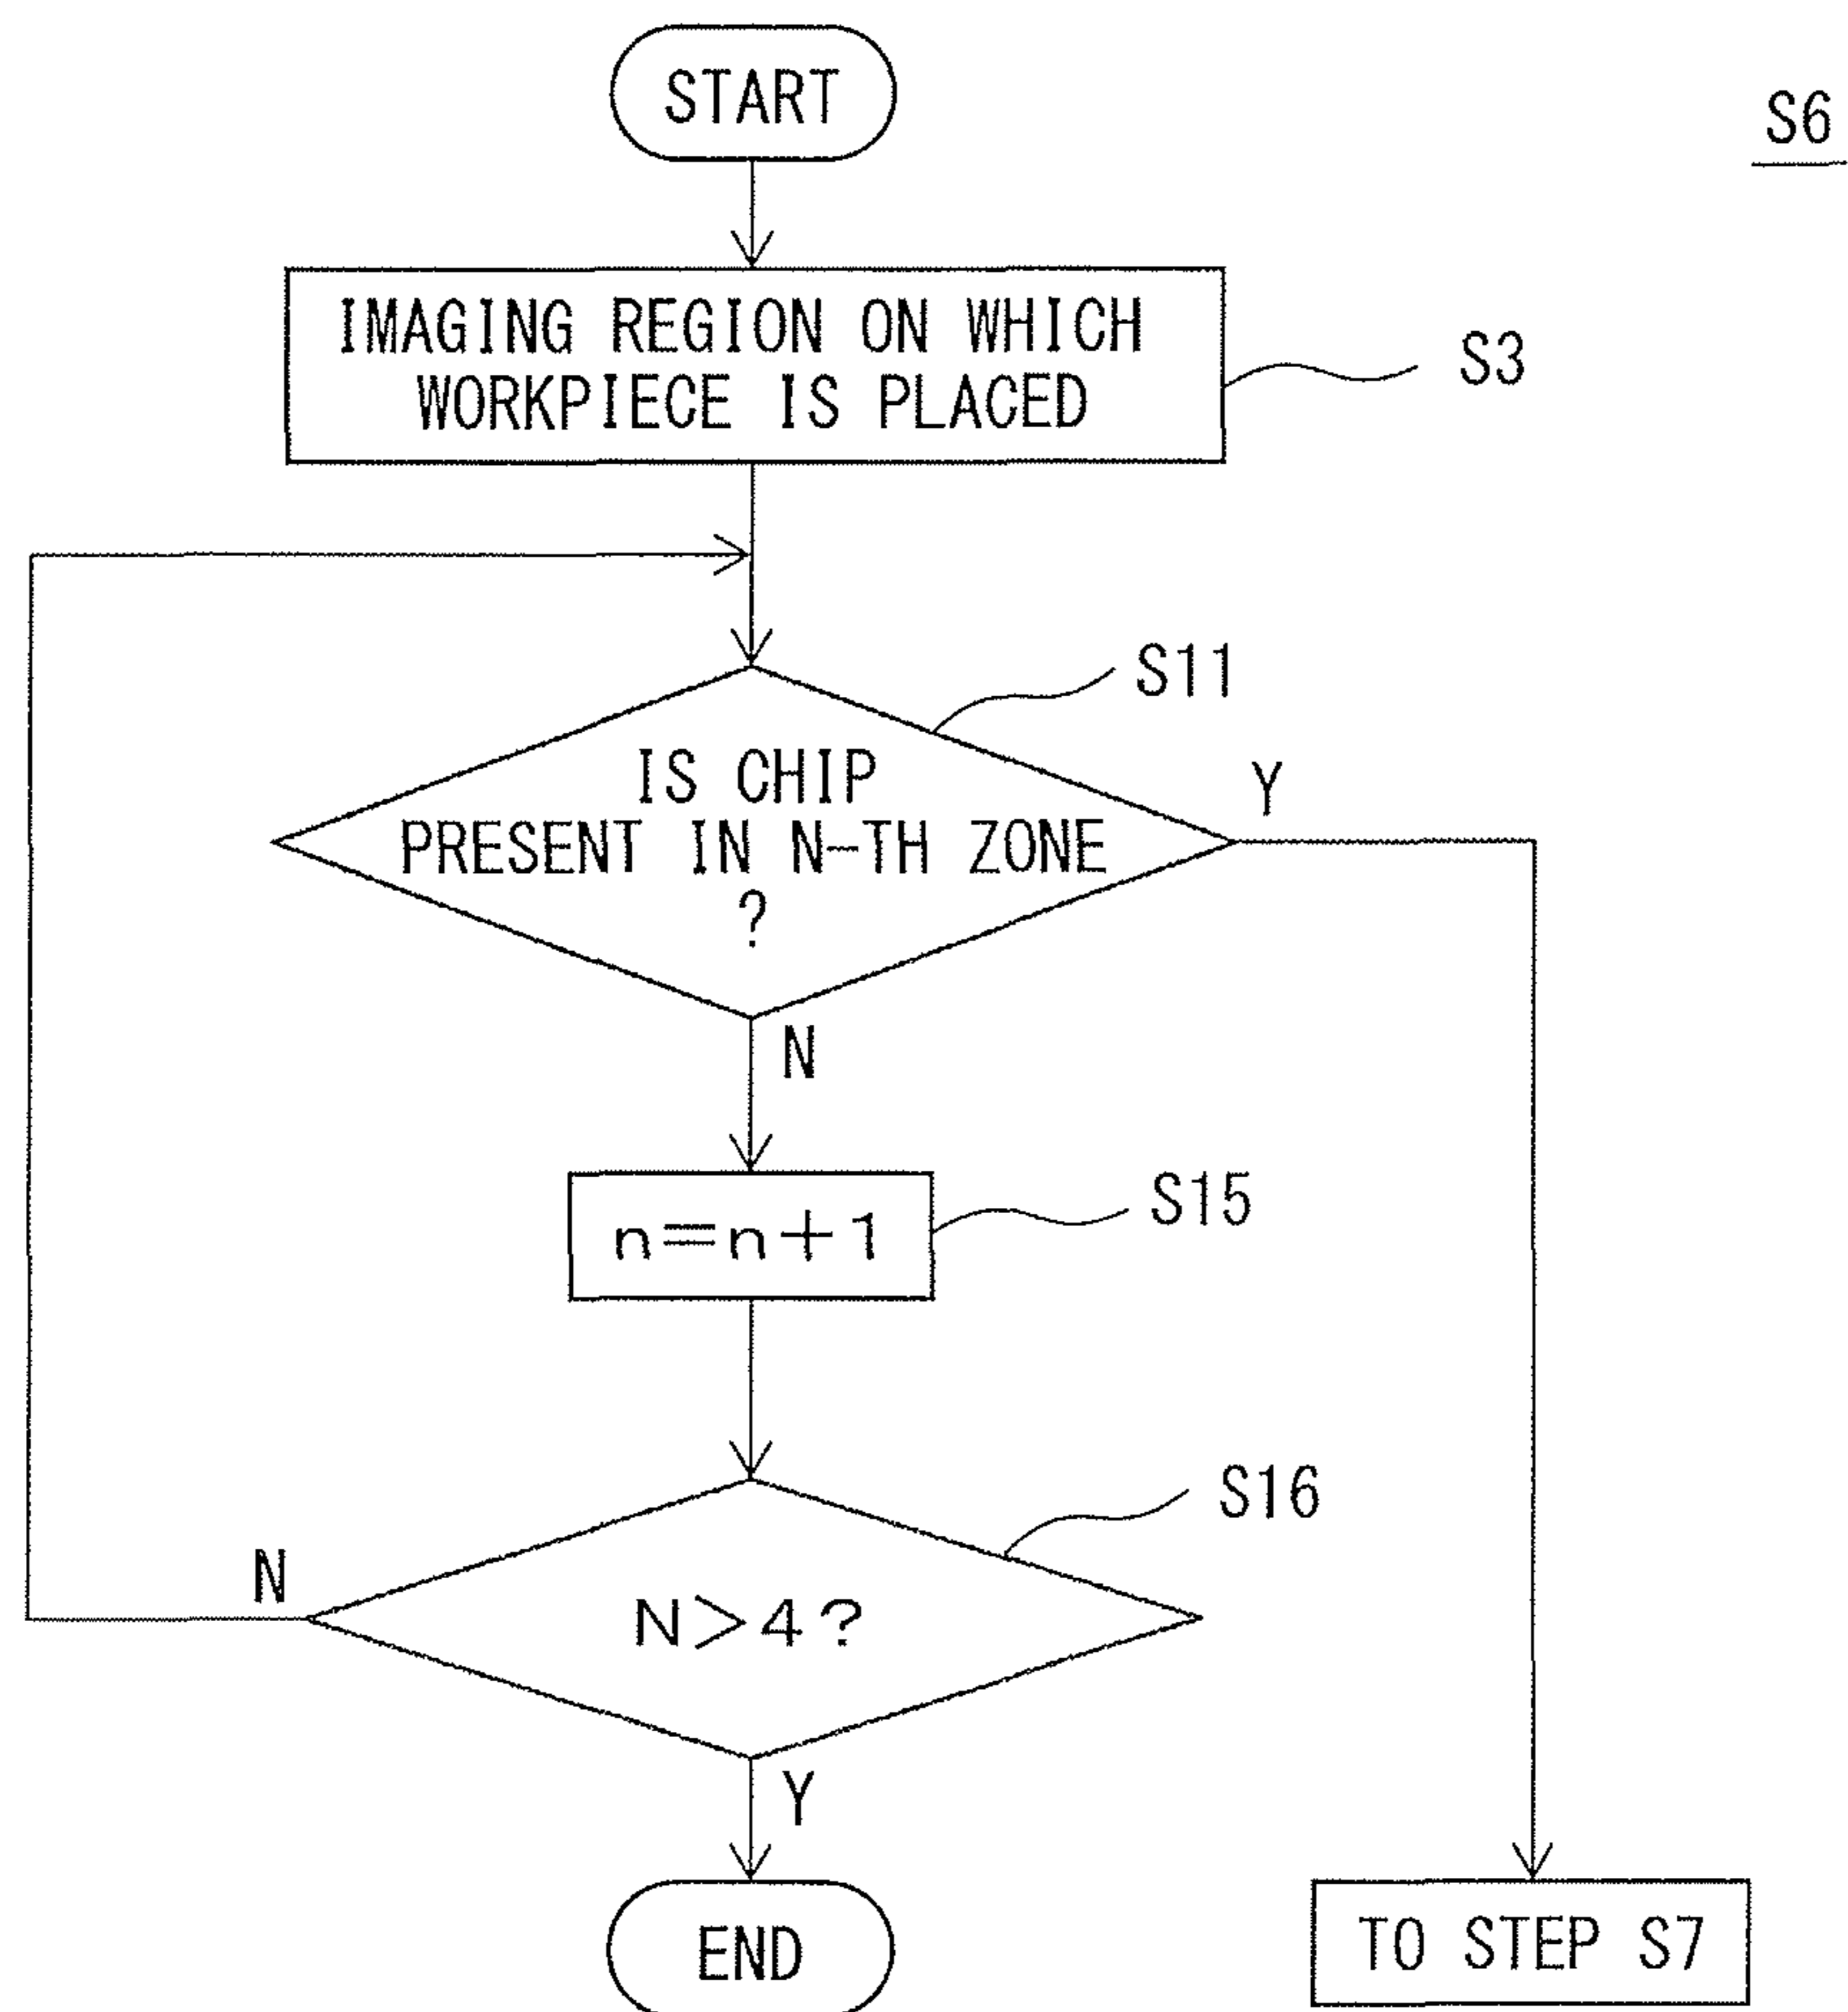 START
S6
IMAGING REGION ON WHICH
WORKPIECE IS PLACED
S3
S11
IS CHIP
PRESENT IN N-TH ZONE
?
Y
N
n=n+1
S15
S16
N
N>4?
Y
END
TO STEP S7